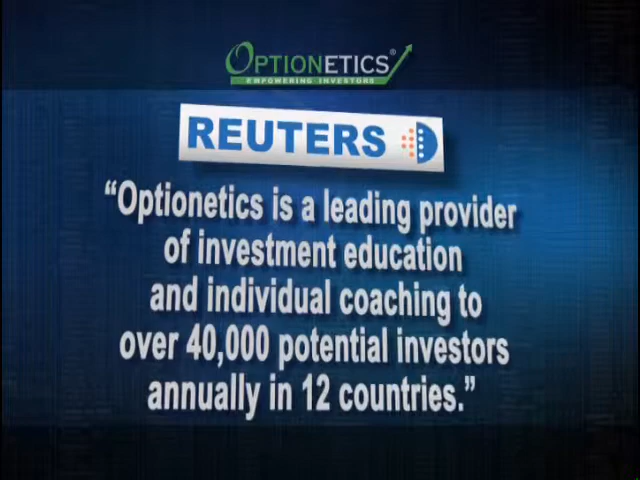 OPTIONETICS®
EMPOWERING INVESTORS
REUTERS
“Optionetics is a leading provider
of investment education
and individual coaching to
over 40,000 potential investors
annually in 12 countries.”